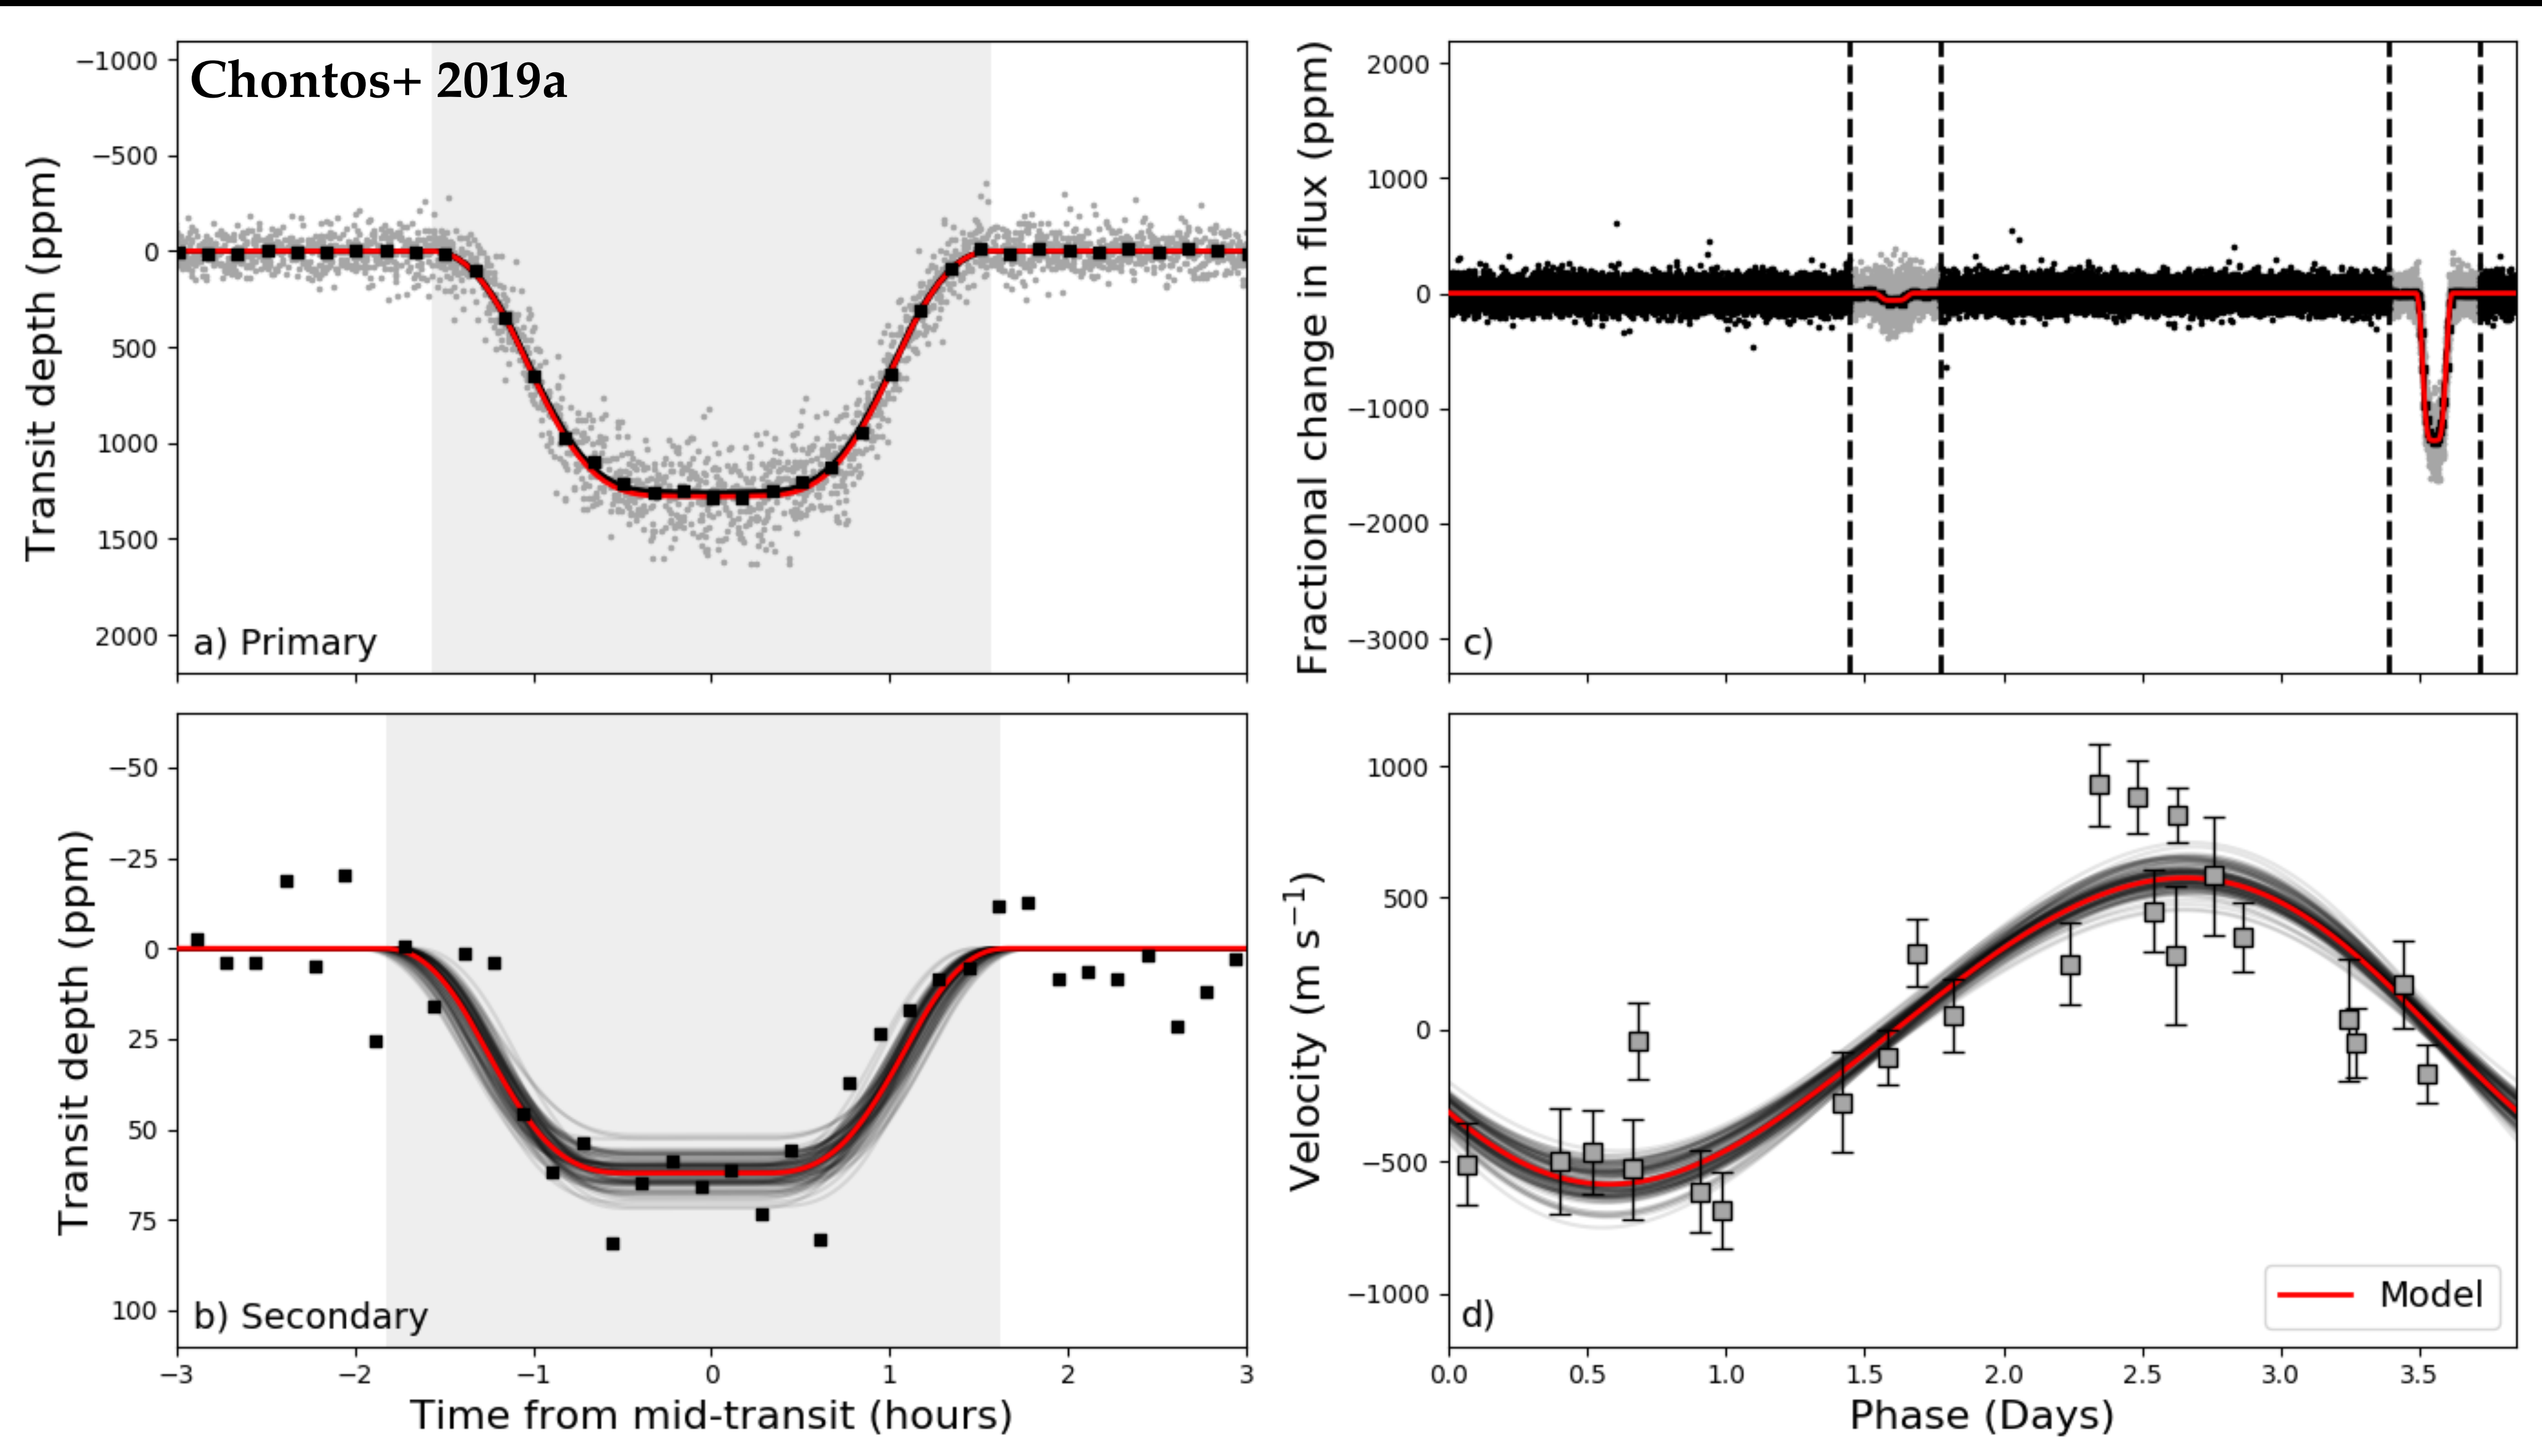 Chontos+ 2019a
−1000
−500
0
500
1000
1500
2000
Transit depth (ppm)
a) Primary
2000
1000
0
−1000
−2000
−3000
Fractional change in flux (ppm)
c)
−50
−25
0
25
50
75
100
Transit depth (ppm)
b) Secondary
−3 −2 −1 0 1 2 3
Time from mid-transit (hours)
1000
500
0
−500
−1000
Velocity (m s⁻¹)
d)
Model
0.0 0.5 1.0 1.5 2.0 2.5 3.0 3.5
Phase (Days)